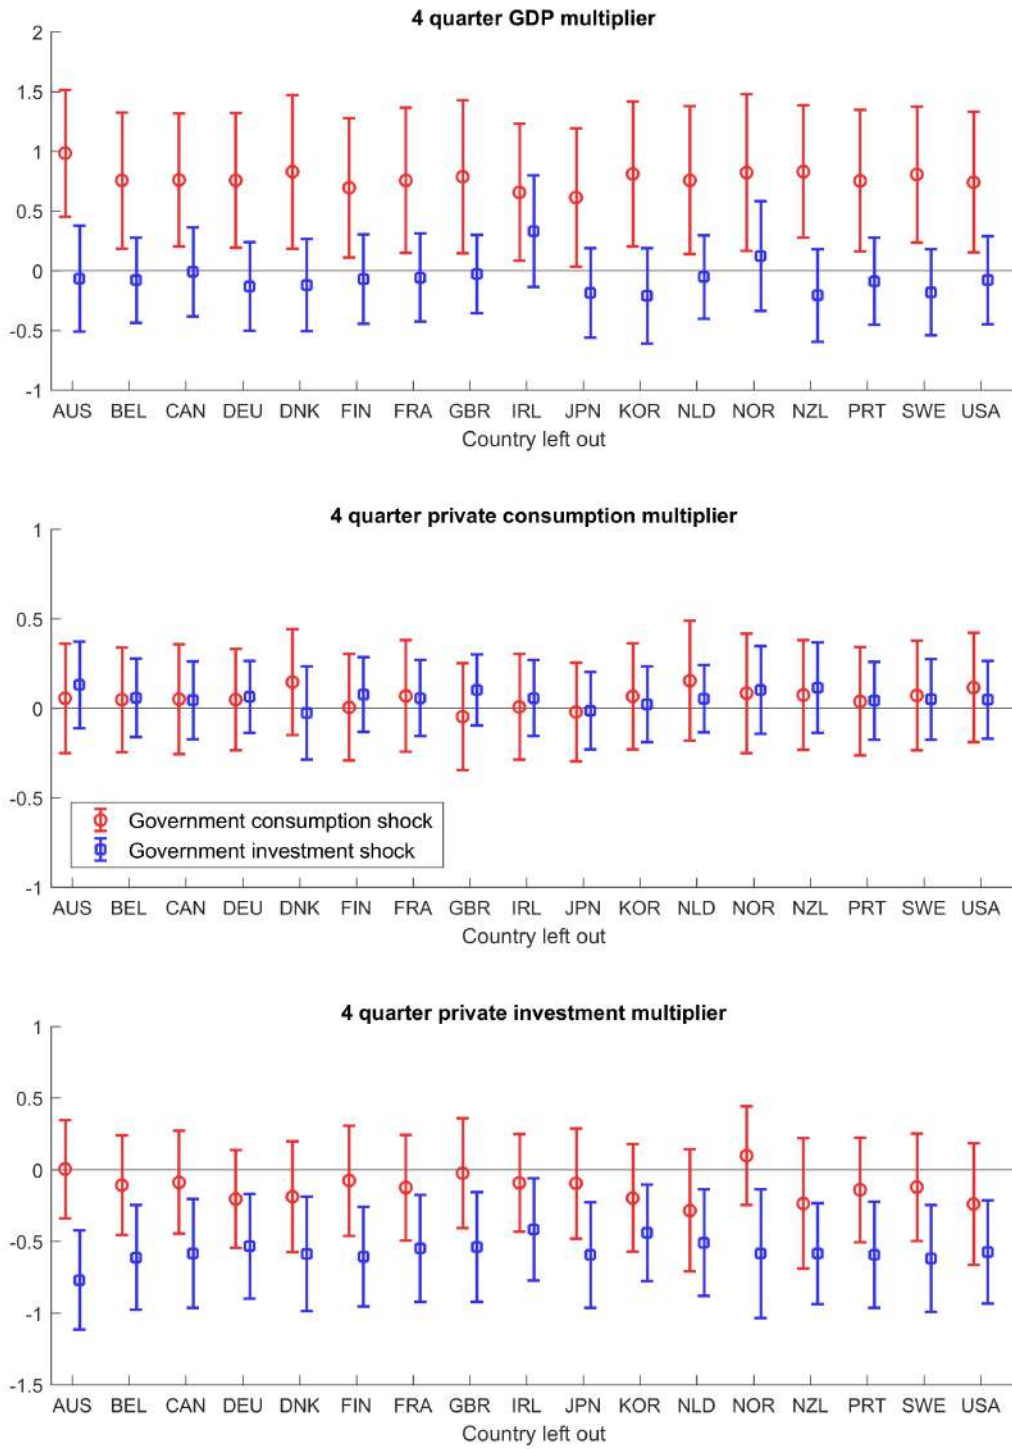 4 quarter GDP multiplier
2
1.5
1
0.5
0
-0.5
-1
AUS BEL CAN DEU DNK FIN FRA GBR IRL JPN KOR NLD NOR NZL PRT SWE USA
Country left out
4 quarter private consumption multiplier
1
0.5
0
-0.5
-1
Government consumption shock
Government investment shock
AUS BEL CAN DEU DNK FIN FRA GBR IRL JPN KOR NLD NOR NZL PRT SWE USA
Country left out
4 quarter private investment multiplier
1
0.5
0
-0.5
-1
-1.5
AUS BEL CAN DEU DNK FIN FRA GBR IRL JPN KOR NLD NOR NZL PRT SWE USA
Country left out